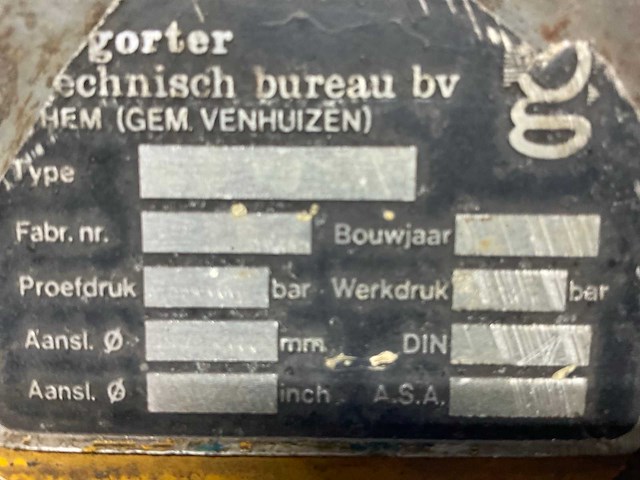 gorter
echnisch bureau bv
HEM (GEM. VENHUIZEN)
Type
Fabr. nr. Bouwjaar
Proefdruk bar Werkdruk bar
Aansl. Ø mm DIN
Aansl. Ø inch A.S.A.